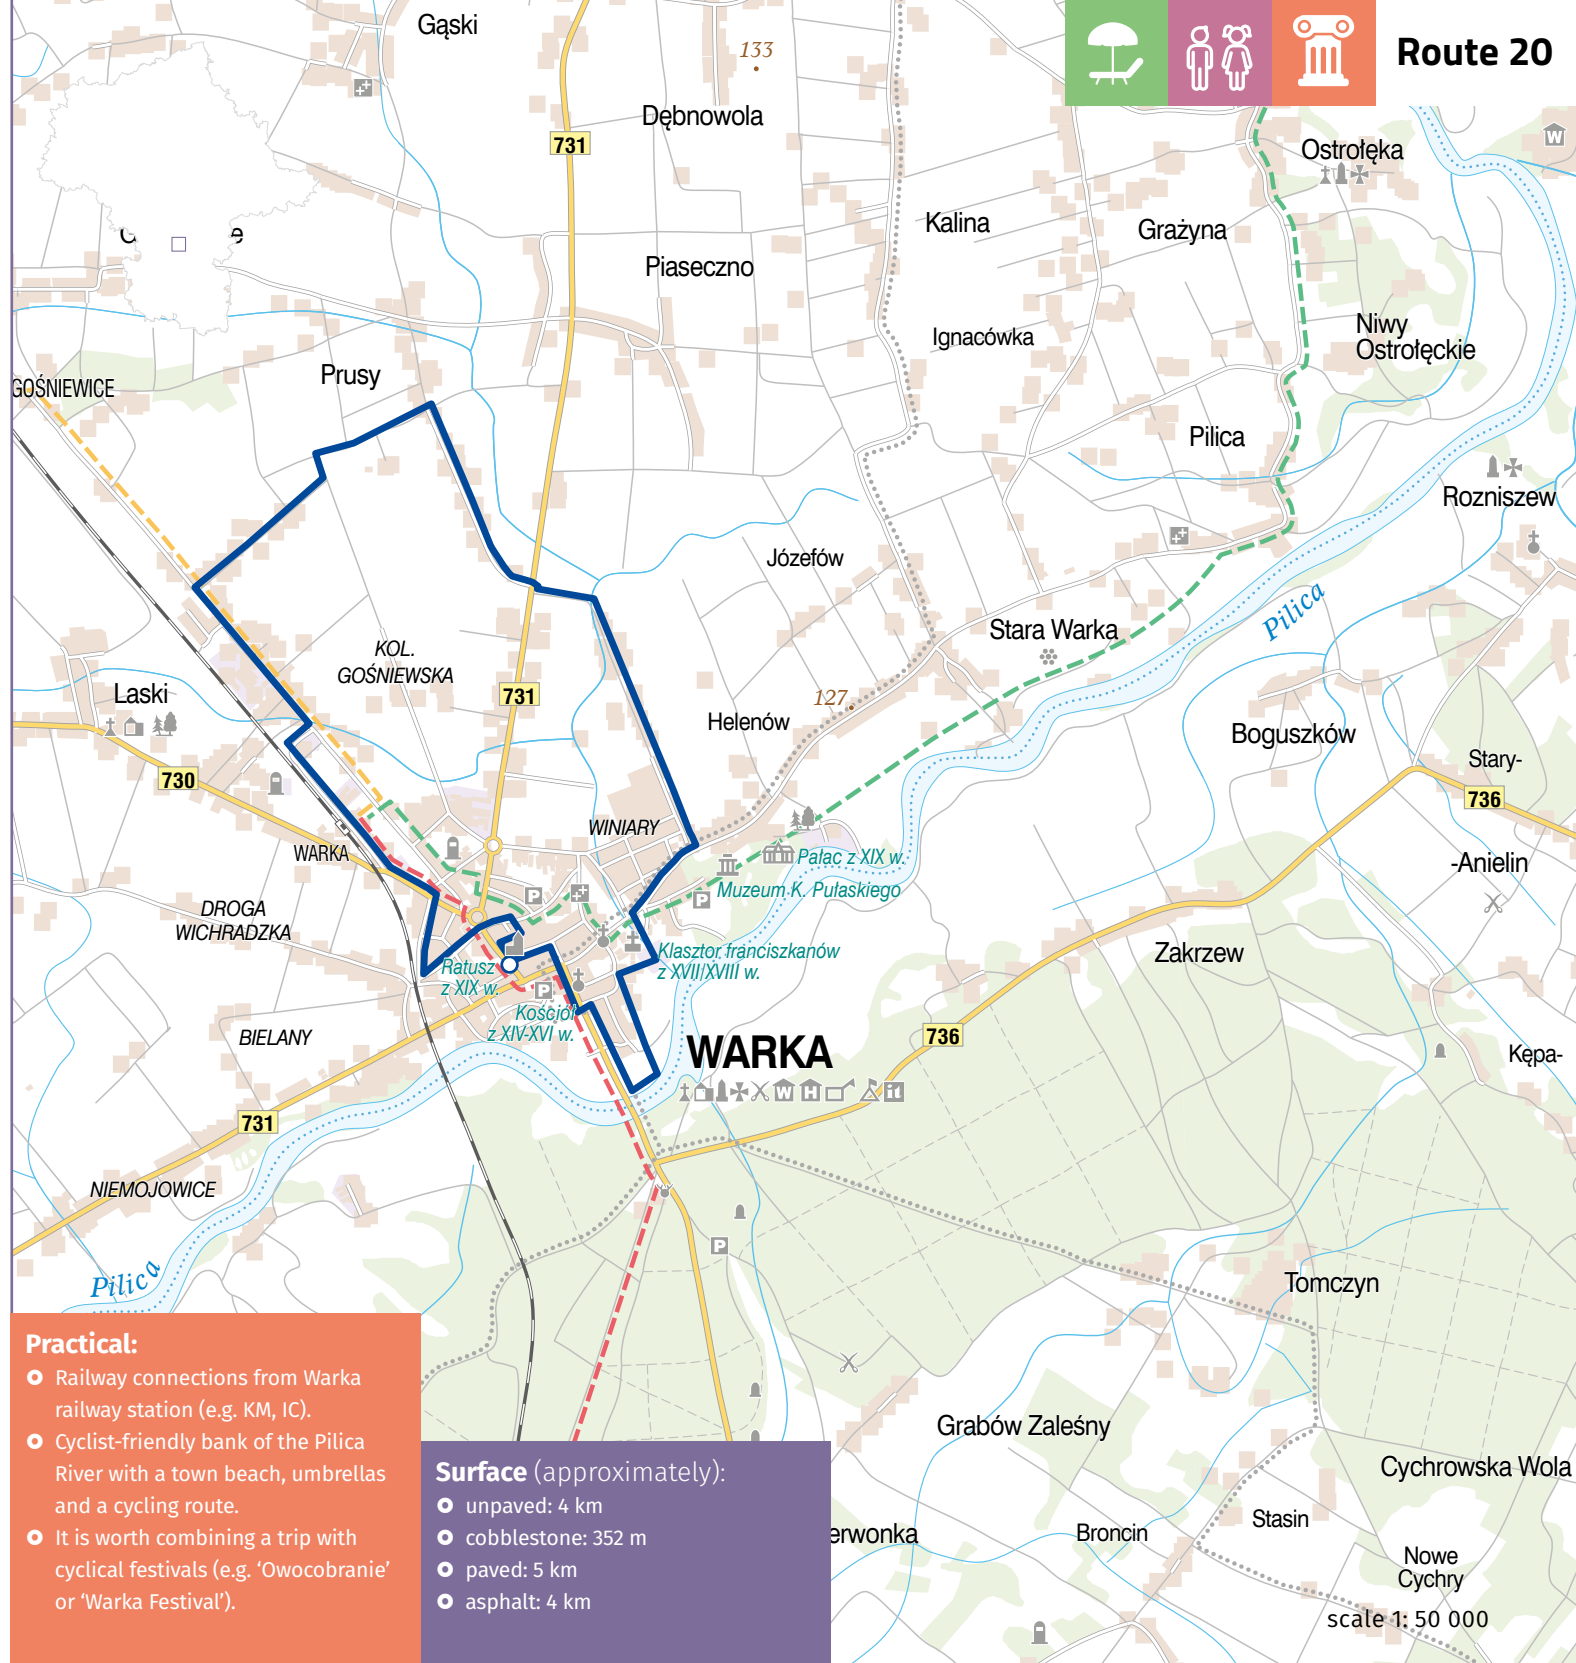 Route 20
Gąski
133
Dębnowola
731
Ostrołęka
W
Kalina
Grażyna
Piaseczno
Niwy
Ostrołęckie
Ignacówka
GOŚNIEWICE
Prusy
Pilica
Rozniszew
Józefów
Pilica
Stara Warka
KOL.
GOŚNIEWSKA
Laski
731
127
Helenów
Boguszków
Stary-
730
736
WINIARY
WARKA
Pałac z XIX w.
-Anielin
Muzeum K. Pułaskiego
P
P
DROGA
WICHRADZKA
Klasztor franciszkanów
z XVII/XVIII w.
Zakrzew
Ratusz
z XIX w.
P
Kościół
z XIV-XVI w.
BIELANY
WARKA
736
Kępa-
W H it
731
NIEMOJOWICE
P
Pilica
Tomczyn
Practical:
Railway connections from Warka
railway station (e.g. KM, IC).
Cyclist-friendly bank of the Pilica
River with a town beach, umbrellas
and a cycling route.
It is worth combining a trip with
cyclical festivals (e.g. ‘Owocobranie’
or ‘Warka Festival’).
Surface (approximately):
unpaved: 4 km
cobblestone: 352 m
paved: 5 km
asphalt: 4 km
Grabów Zaleśny
Cychrowska Wola
erwonka
Broncin
Stasin
Nowe
Cychry
scale 1: 50 000